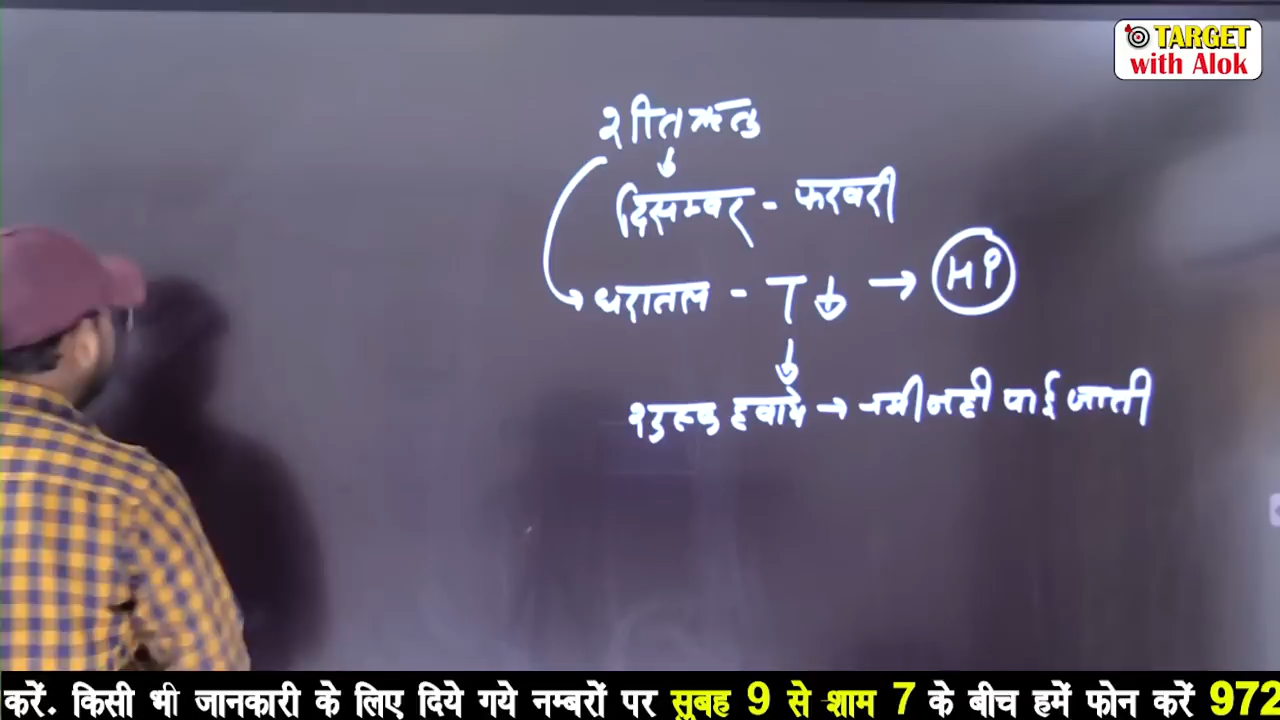 TARGET
with Alok
शीतऋतु
↓
दिसम्बर - फरवरी
धरातल - T ↓ → HP
↓
शुष्क हवाये → नमी नही पाई जाती
करें. किसी भी जानकारी के लिए दिये गये नम्बरों पर सुबह 9 से शाम 7 के बीच हमें फोन करें 972